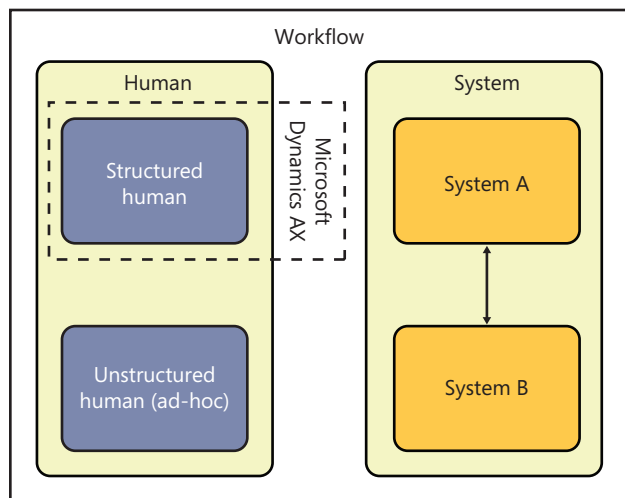 Workflow
Human
System
Structured
human
Microsoft
Dynamics AX
System A
Unstructured
human (ad-hoc)
System B